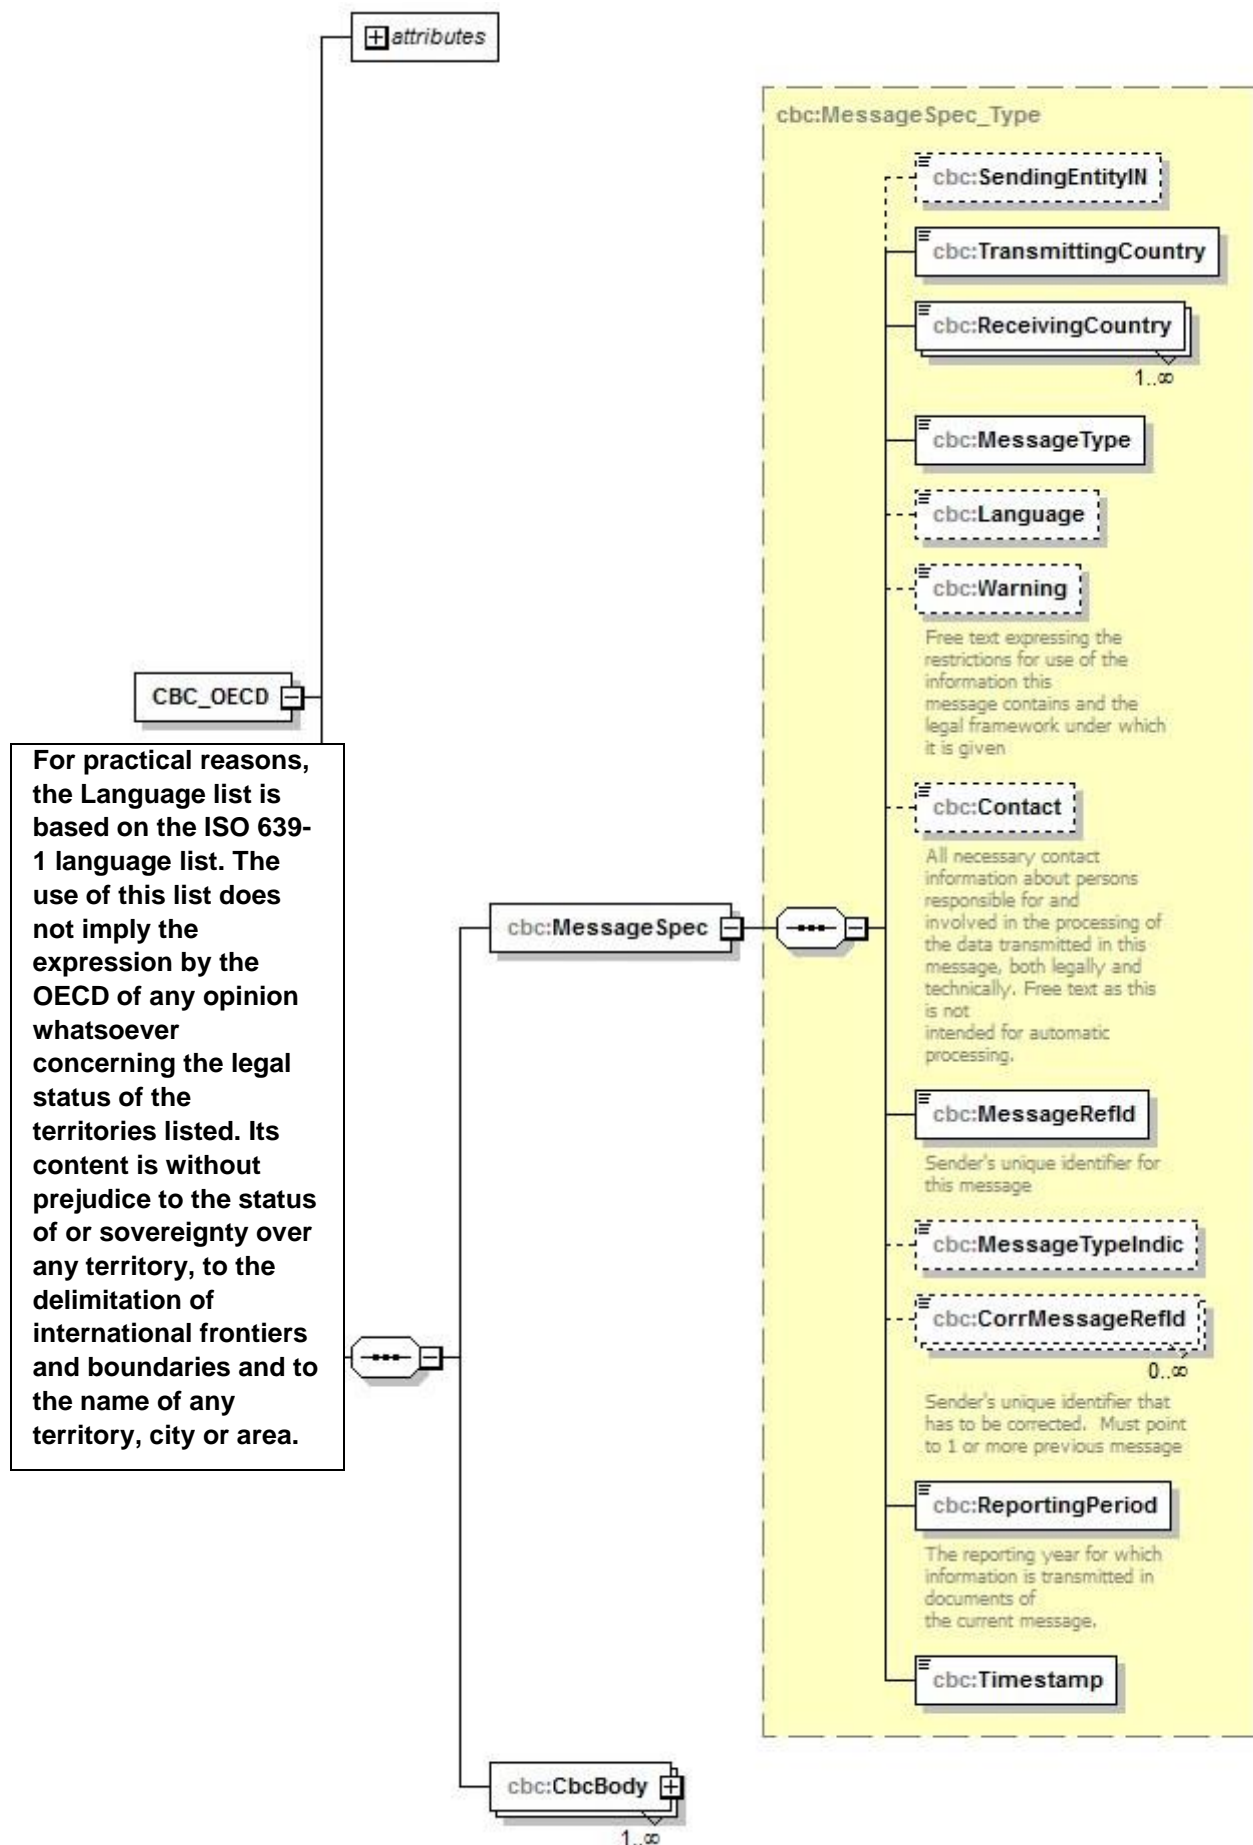 attributes
cbc:MessageSpec_Type
cbc:SendingEntityIN
cbc:TransmittingCountry
cbc:ReceivingCountry
1..∞
cbc:MessageType
cbc:Language
cbc:Warning
Free text expressing the
restrictions for use of the
information this
message contains and the
legal framework under which
it is given
CBC_OECD
For practical reasons,
the Language list is
based on the ISO 639-
1 language list. The
use of this list does
not imply the
expression by the
OECD of any opinion
whatsoever
concerning the legal
status of the
territories listed. Its
content is without
prejudice to the status
of or sovereignty over
any territory, to the
delimitation of
international frontiers
and boundaries and to
the name of any
territory, city or area.
cbc:Contact
All necessary contact
information about persons
responsible for and
involved in the processing of
the data transmitted in this
message, both legally and
technically. Free text as this
is not
intended for automatic
processing.
cbc:MessageSpec
cbc:MessageRefId
Sender's unique identifier for
this message
cbc:MessageTypeIndic
cbc:CorrMessageRefId
0..∞
Sender's unique identifier that
has to be corrected.  Must point
to 1 or more previous message
cbc:ReportingPeriod
The reporting year for which
information is transmitted in
documents of
the current message.
cbc:Timestamp
cbc:CbcBody
1..∞